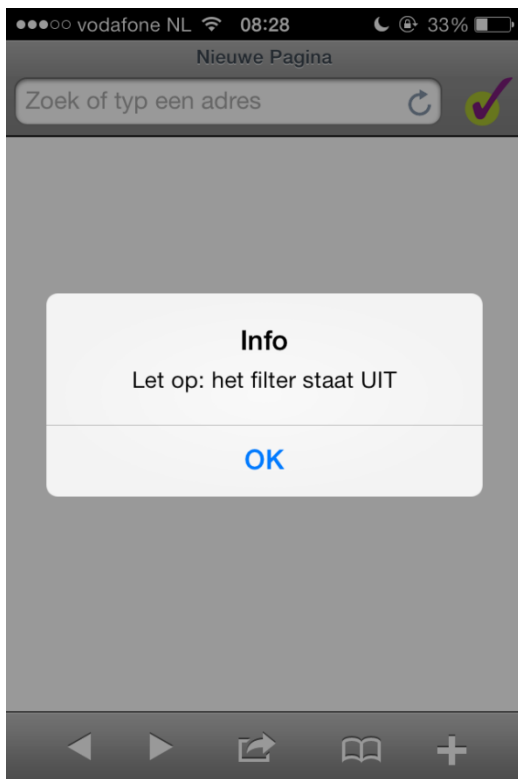 vodafone NL 08:28 33%
Nieuwe Pagina
Zoek of typ een adres
Info
Let op: het filter staat UIT
OK